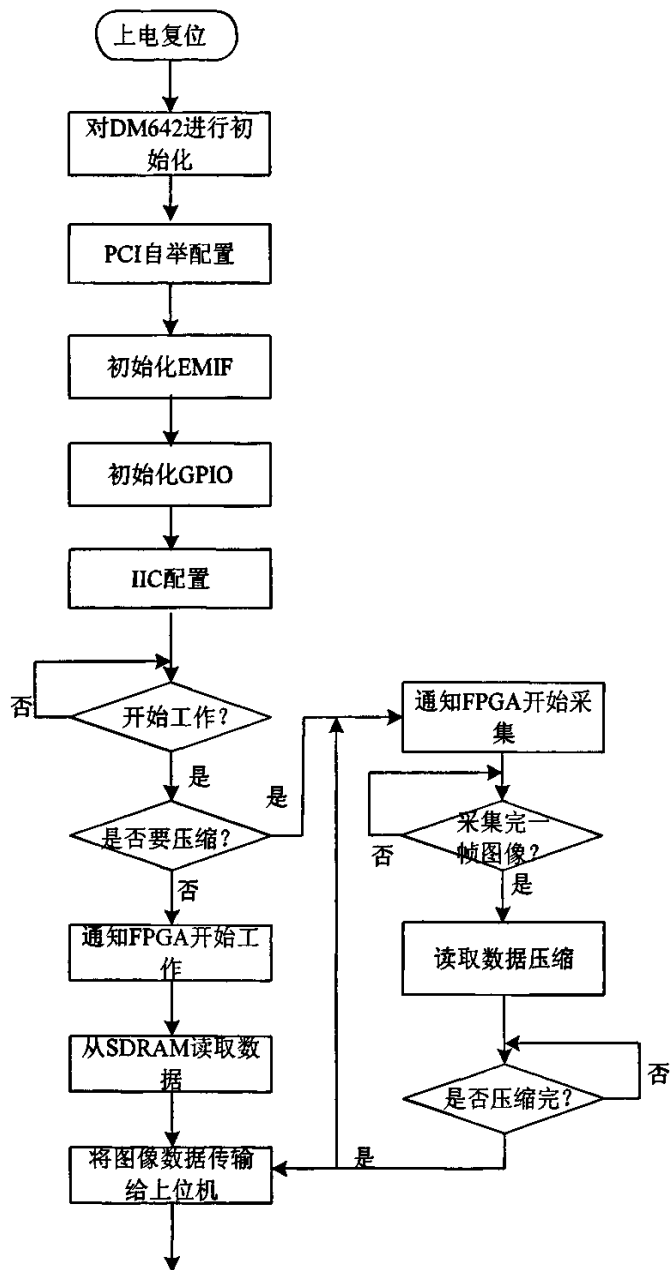 上电复位
对DM642进行初
始化
PCI自举配置
初始化EMIF
初始化GPIO
IIC配置
否
开始工作?
是
是否要压缩?
是
否
通知FPGA开始工
作
从SDRAM读取数
据
将图像数据传输
给上位机
通知FPGA开始采
集
采集完一
帧图像?
否
是
读取数据压缩
是否压缩完?
否
是